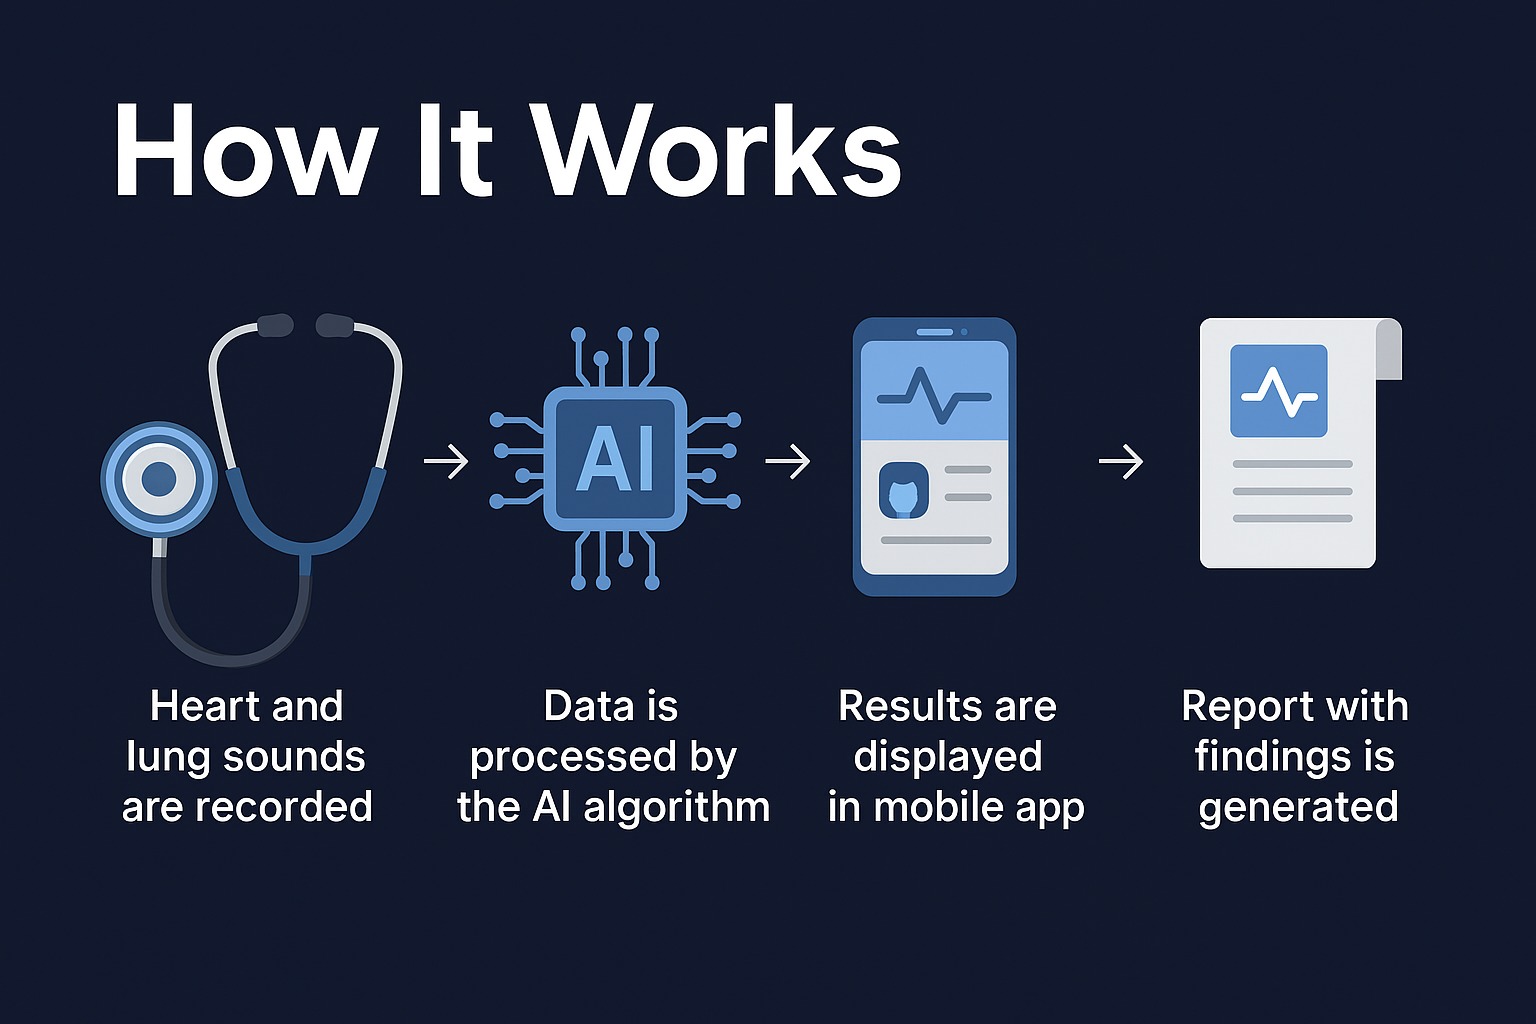 How It Works
AI
Heart and
lung sounds
are recorded
Data is
processed by
the AI algorithm
Results are
displayed
in mobile app
Report with
findings is
generated